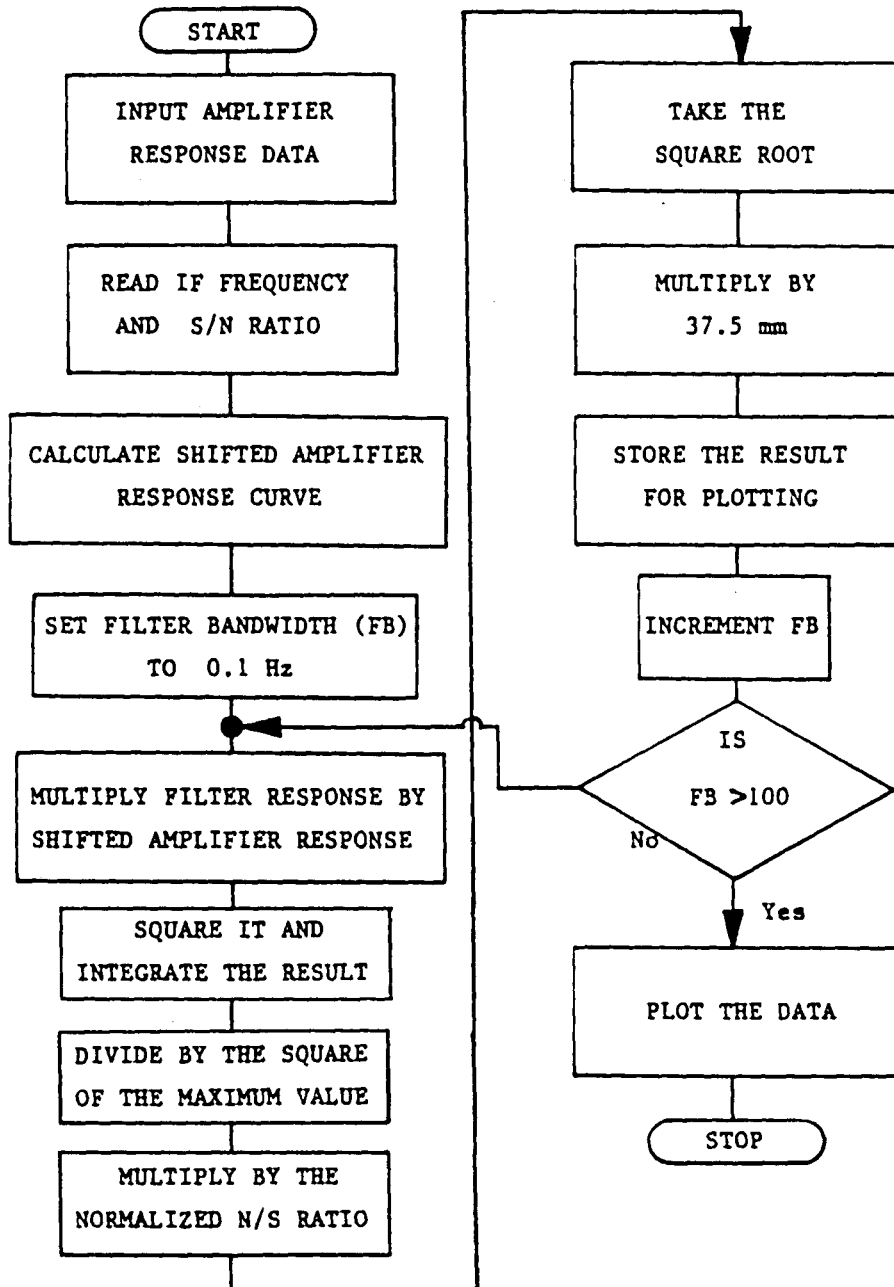 START
INPUT AMPLIFIER
RESPONSE DATA
READ IF FREQUENCY
AND S/N RATIO
CALCULATE SHIFTED AMPLIFIER
RESPONSE CURVE
SET FILTER BANDWIDTH (FB)
TO 0.1 Hz
MULTIPLY FILTER RESPONSE BY
SHIFTED AMPLIFIER RESPONSE
SQUARE IT AND
INTEGRATE THE RESULT
DIVIDE BY THE SQUARE
OF THE MAXIMUM VALUE
MULTIPLY BY THE
NORMALIZED N/S RATIO
TAKE THE
SQUARE ROOT
MULTIPLY BY
37.5 mm
STORE THE RESULT
FOR PLOTTING
INCREMENT FB
IS
FB >100
No
Yes
PLOT THE DATA
STOP